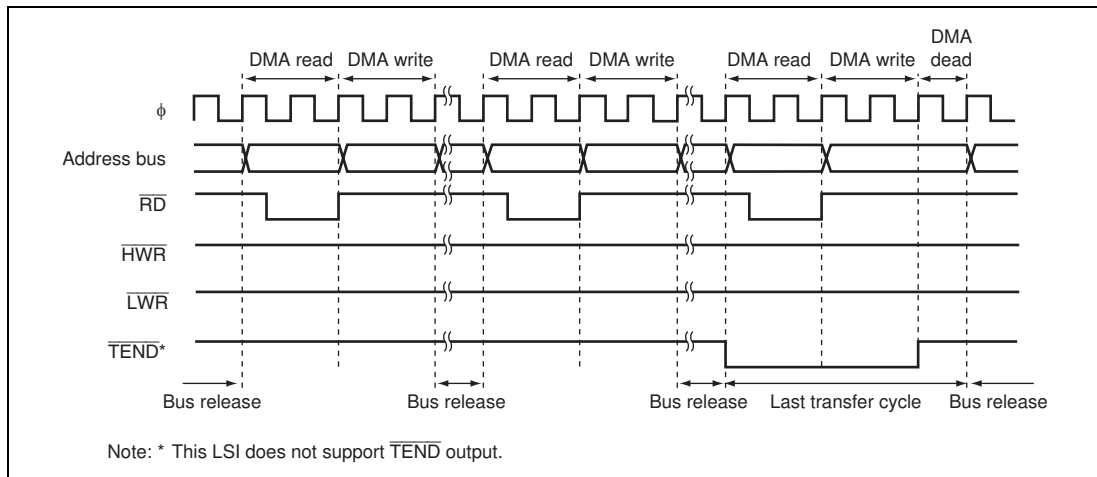 DMA
DMA read DMA write DMA read DMA write DMA read DMA write dead
ϕ
Address bus
RD
HWR
LWR
TEND*
Bus release Bus release Bus release Last transfer cycle Bus release
Note: * This LSI does not support TEND output.